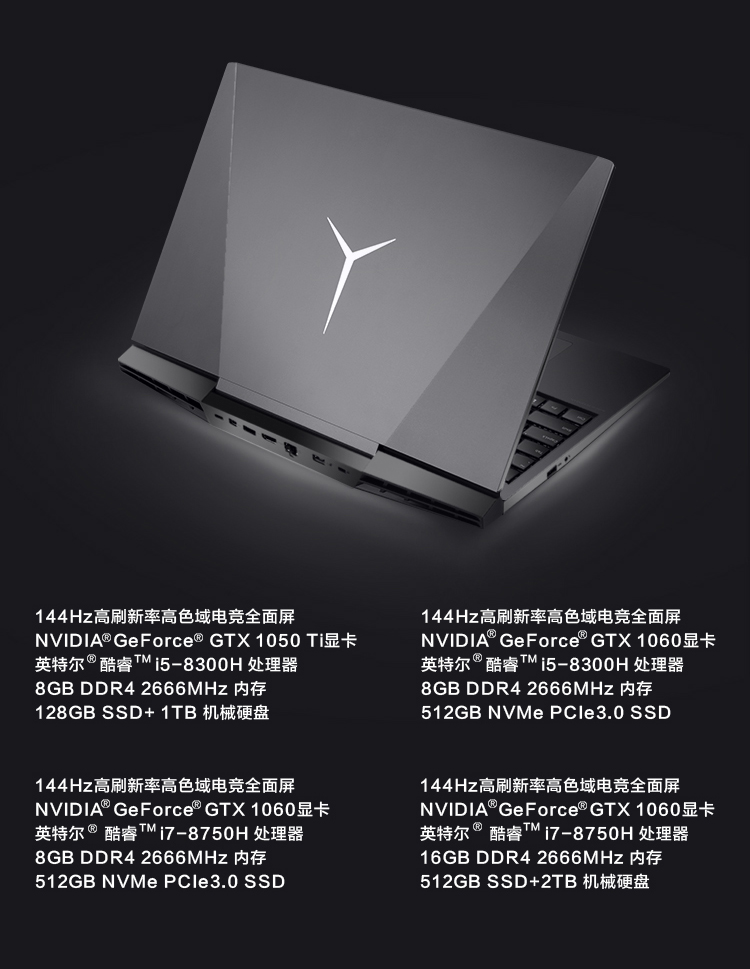 144Hz高刷新率高色域电竞全面屏
NVIDIA® GeForce® GTX 1050 Ti显卡
英特尔® 酷睿™ i5-8300H 处理器
8GB DDR4 2666MHz 内存
128GB SSD+ 1TB 机械硬盘
144Hz高刷新率高色域电竞全面屏
NVIDIA® GeForce® GTX 1060显卡
英特尔® 酷睿™ i5-8300H 处理器
8GB DDR4 2666MHz 内存
512GB NVMe PCIe3.0 SSD
144Hz高刷新率高色域电竞全面屏
NVIDIA® GeForce® GTX 1060显卡
英特尔® 酷睿™ i7-8750H 处理器
8GB DDR4 2666MHz 内存
512GB NVMe PCIe3.0 SSD
144Hz高刷新率高色域电竞全面屏
NVIDIA® GeForce® GTX 1060显卡
英特尔® 酷睿™ i7-8750H 处理器
16GB DDR4 2666MHz 内存
512GB SSD+2TB 机械硬盘